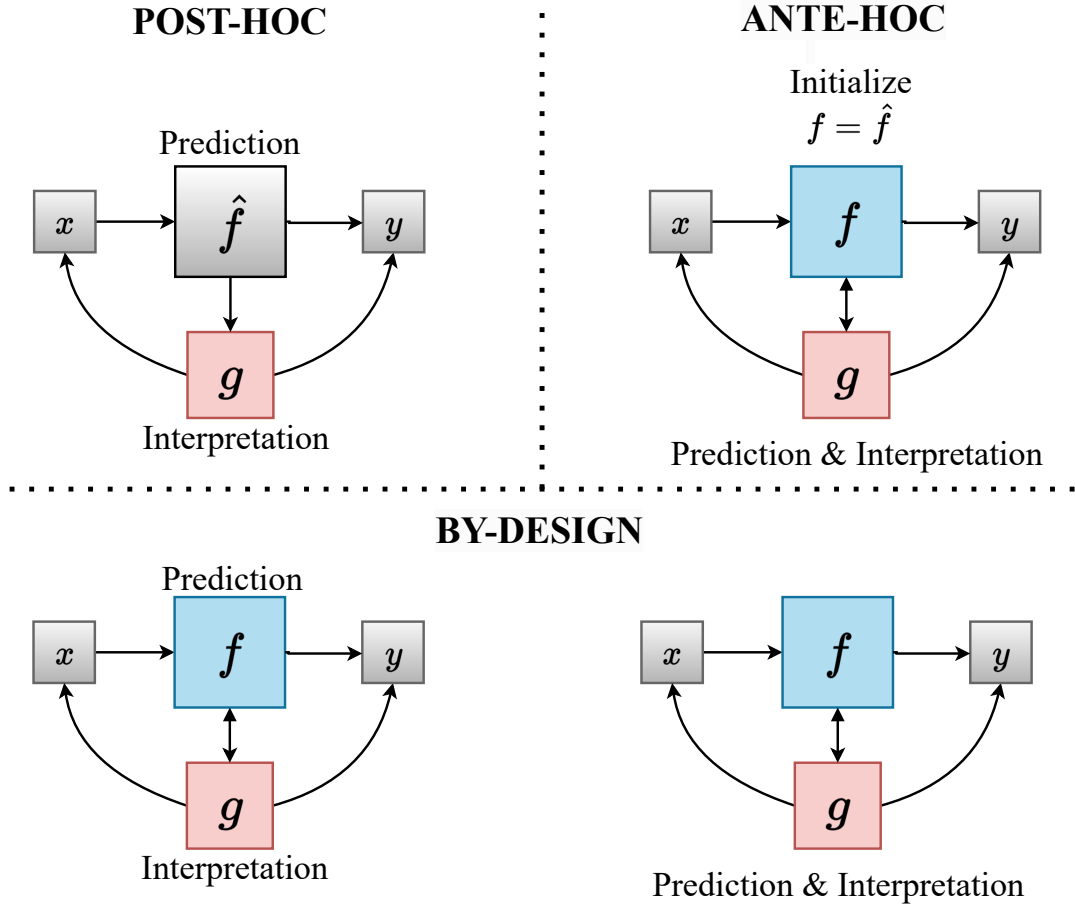 POST-HOC
Prediction
x
f̂
y
g
Interpretation
ANTE-HOC
Initialize
f = f̂
x
f
y
g
Prediction & Interpretation
BY-DESIGN
Prediction
x
f
y
g
Interpretation
x
f
y
g
Prediction & Interpretation